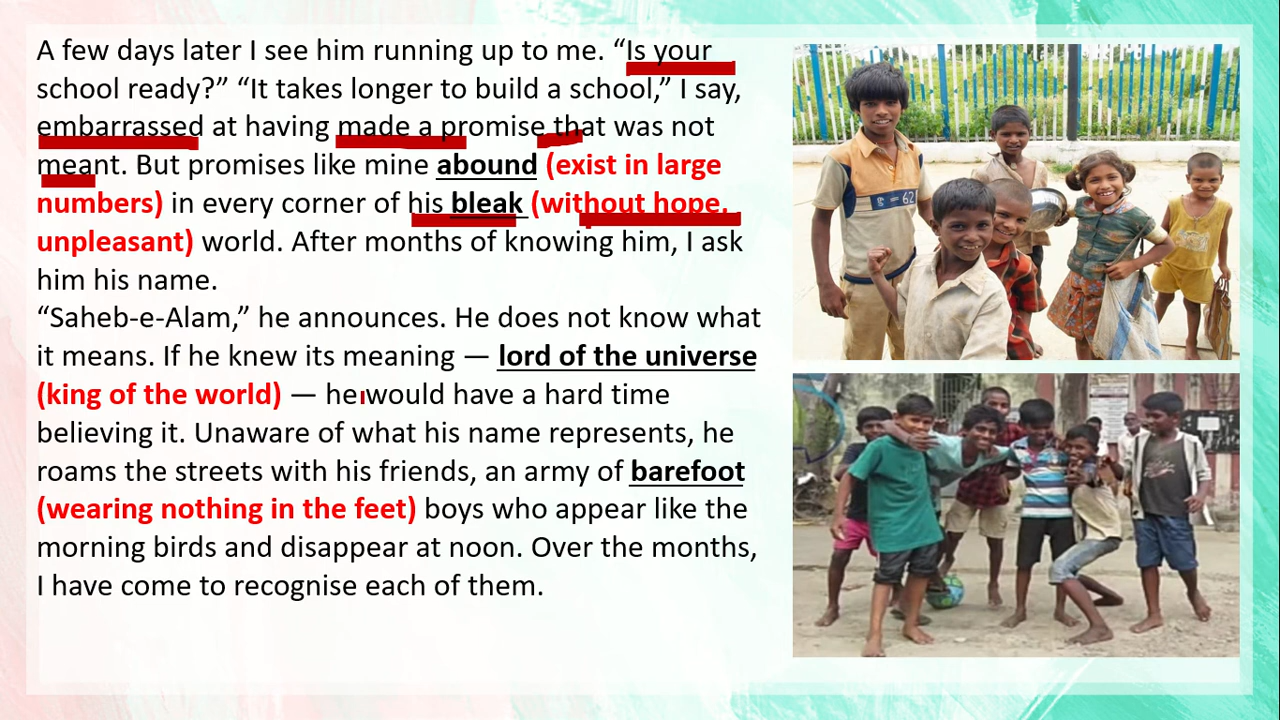 A few days later I see him running up to me. “Is your
school ready?” “It takes longer to build a school,” I say,
embarrassed at having made a promise that was not
meant. But promises like mine abound (exist in large
numbers) in every corner of his bleak (without hope,
unpleasant) world. After months of knowing him, I ask
him his name.
“Saheb-e-Alam,” he announces. He does not know what
it means. If he knew its meaning — lord of the universe
(king of the world) — he would have a hard time
believing it. Unaware of what his name represents, he
roams the streets with his friends, an army of barefoot
(wearing nothing in the feet) boys who appear like the
morning birds and disappear at noon. Over the months,
I have come to recognise each of them.
62